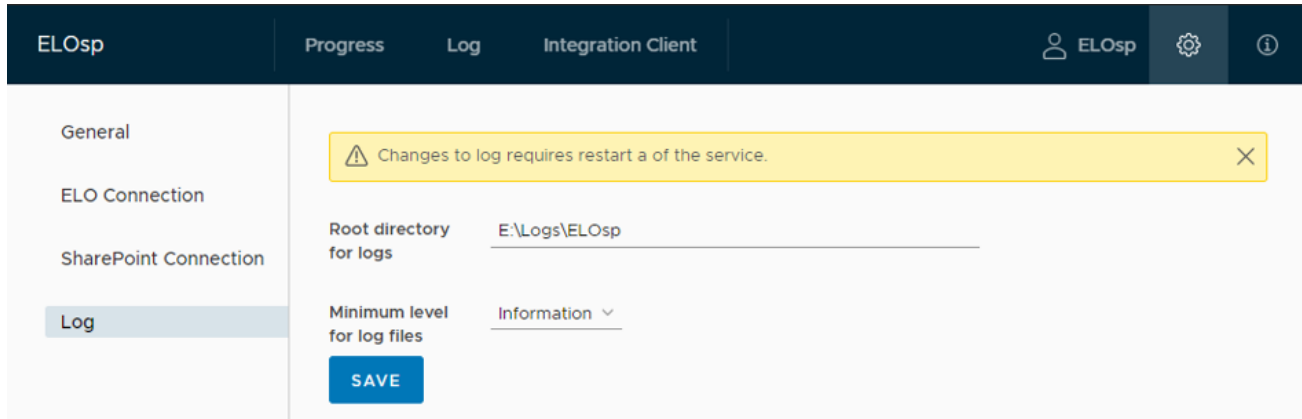 ELOsp
Progress
Log
Integration Client
ELOsp
General
ELO Connection
SharePoint Connection
Log
Changes to log requires restart a of the service.
Root directory
for logs
E:\Logs\ELOsp
Minimum level
for log files
Information
SAVE